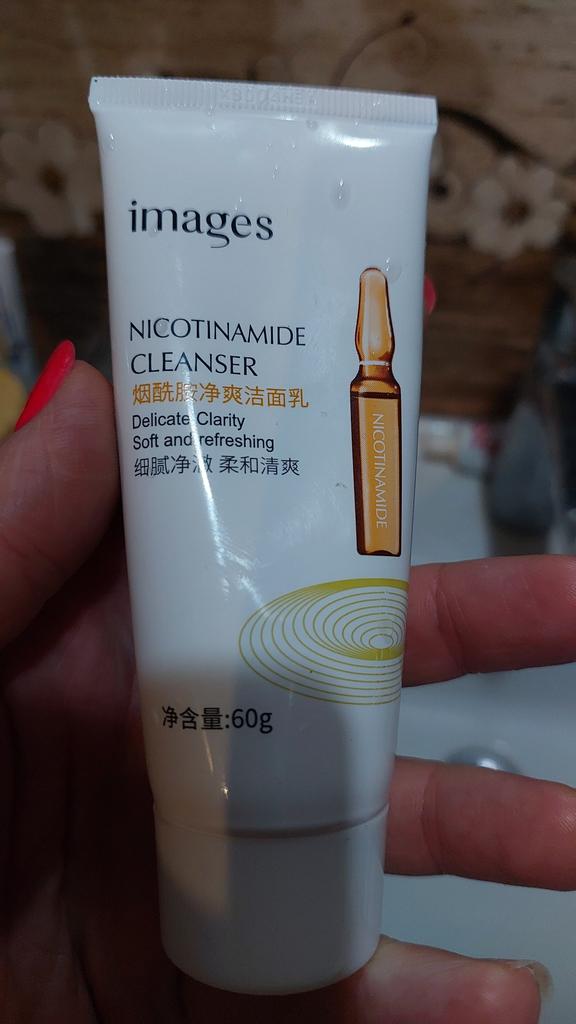 images
NICOTINAMIDE
CLEANSER
烟酰胺净爽洁面乳
Delicate Clarity
Soft and refreshing
细腻净澈 柔和清爽
NICOTINAMIDE
净含量:60g